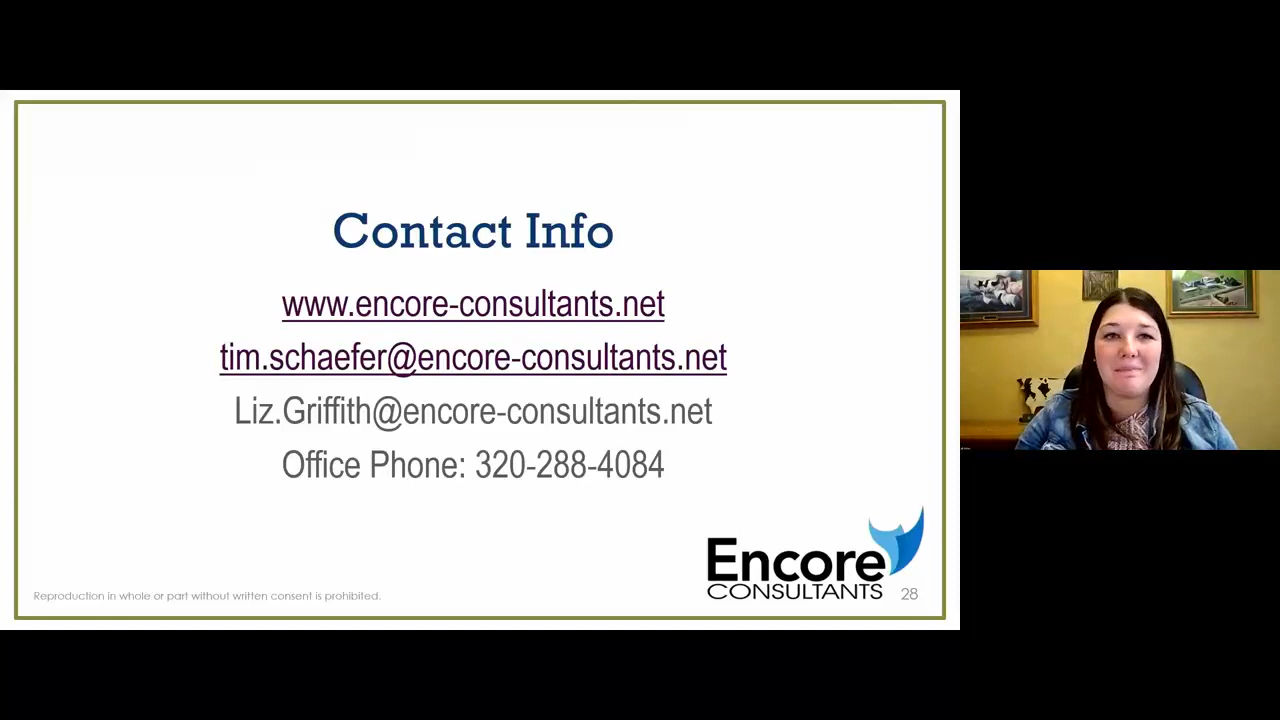 Contact Info
www.encore-consultants.net
tim.schaefer@encore-consultants.net
Liz.Griffith@encore-consultants.net
Office Phone: 320-288-4084
Encore
CONSULTANTS
Reproduction in whole or part without written consent is prohibited.
28